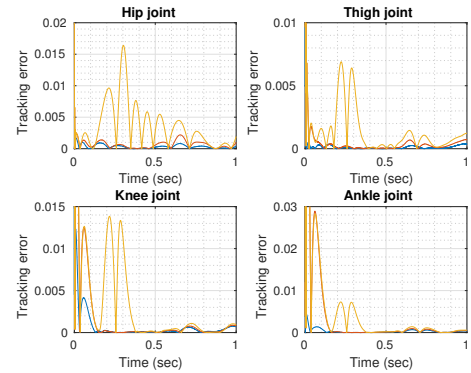 Hip joint
Thigh joint
0.02
0.015
0.01
0.005
0
0.01
0.005
0
Tracking error
Tracking error
0
0.5
1
0
0.5
1
Time (sec)
Time (sec)
Knee joint
Ankle joint
0.015
0.01
0.005
0
0.03
0.02
0.01
0
Tracking error
Tracking error
0
0.5
1
0
0.5
1
Time (sec)
Time (sec)